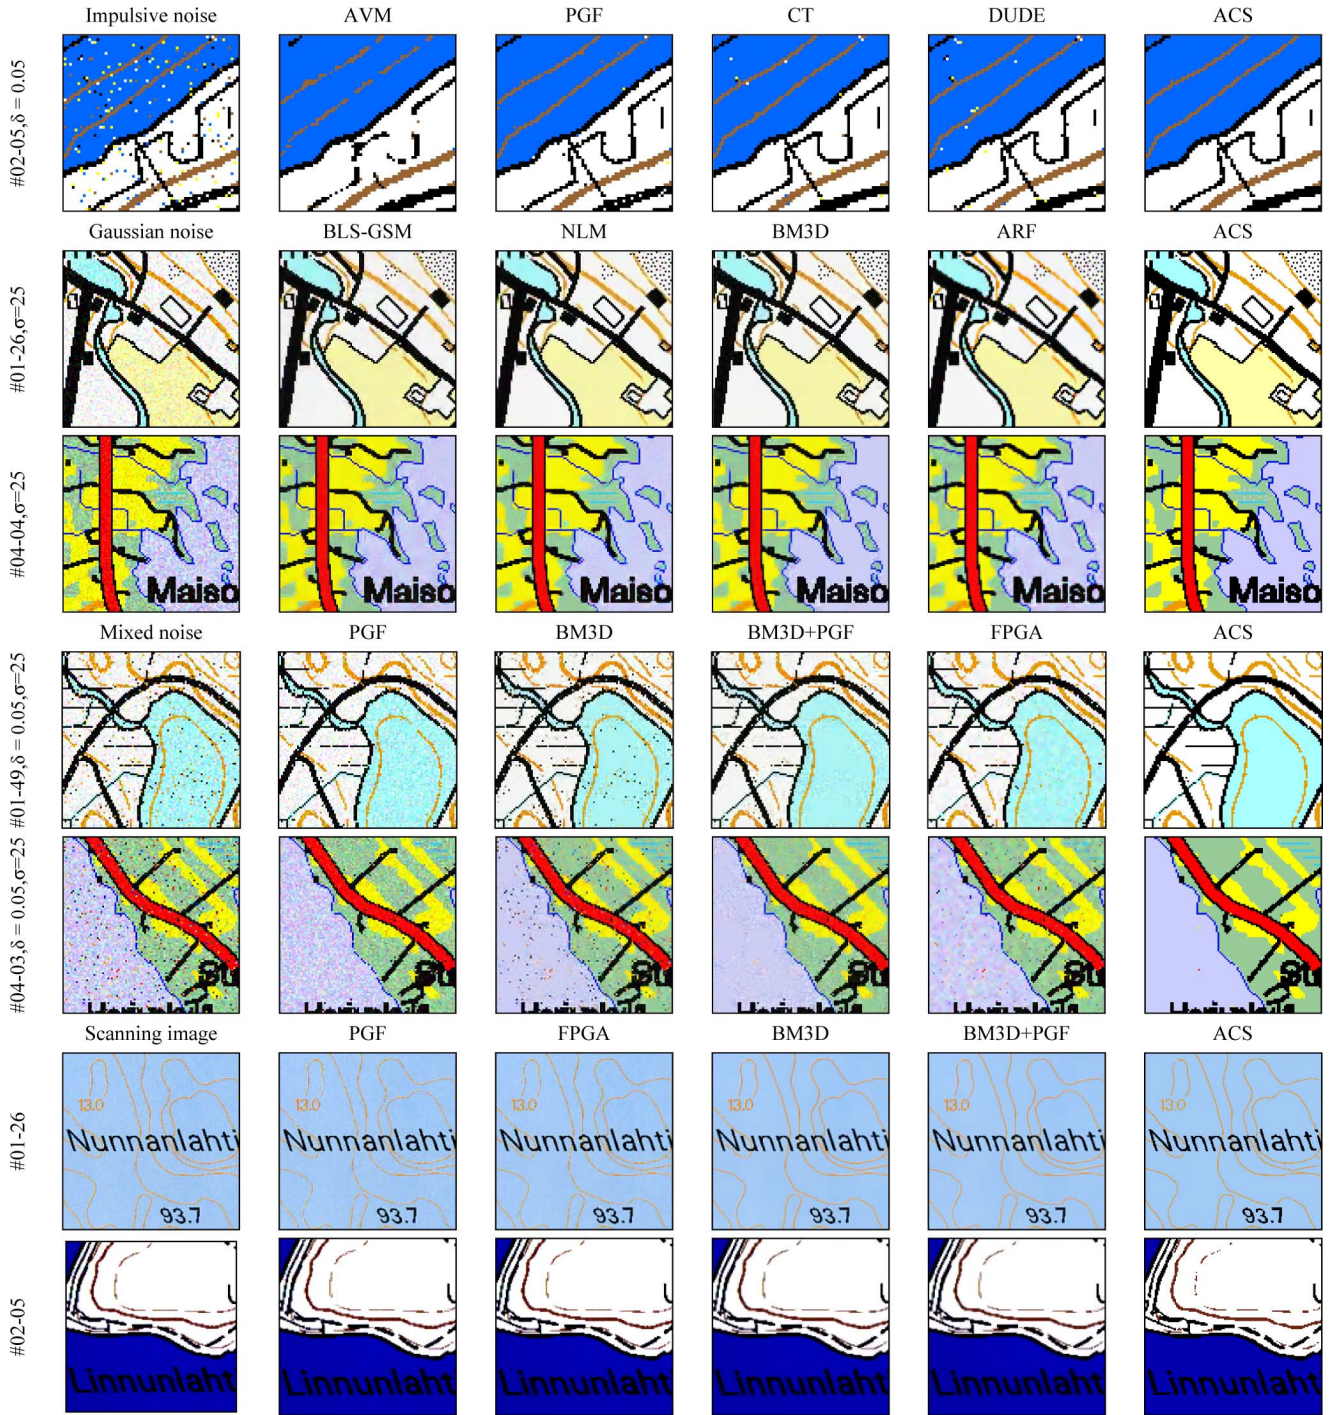 Impulsive noise AVM PGF CT DUDE ACS
#02-05,δ = 0.05
Gaussian noise BLS-GSM NLM BM3D ARF ACS
#01-26,σ=25
#04-04,σ=25
Maiso Maiso Maiso Maiso Maiso Maiso
Mixed noise PGF BM3D BM3D+PGF FPGA ACS
#01-49,δ = 0.05,σ=25
#04-03,δ = 0.05,σ=25
Scanning image PGF FPGA BM3D BM3D+PGF ACS
#01-26
13.0 13.0 13.0 13.0 13.0 13.0
Nunnanlahti Nunnanlahti Nunnanlahti Nunnanlahti Nunnanlahti Nunnanlahti
93.7 93.7 93.7 93.7 93.7 93.7
#02-05
Linnunlaht Linnunlaht Linnunlaht Linnunlaht Linnunlaht Linnunlaht